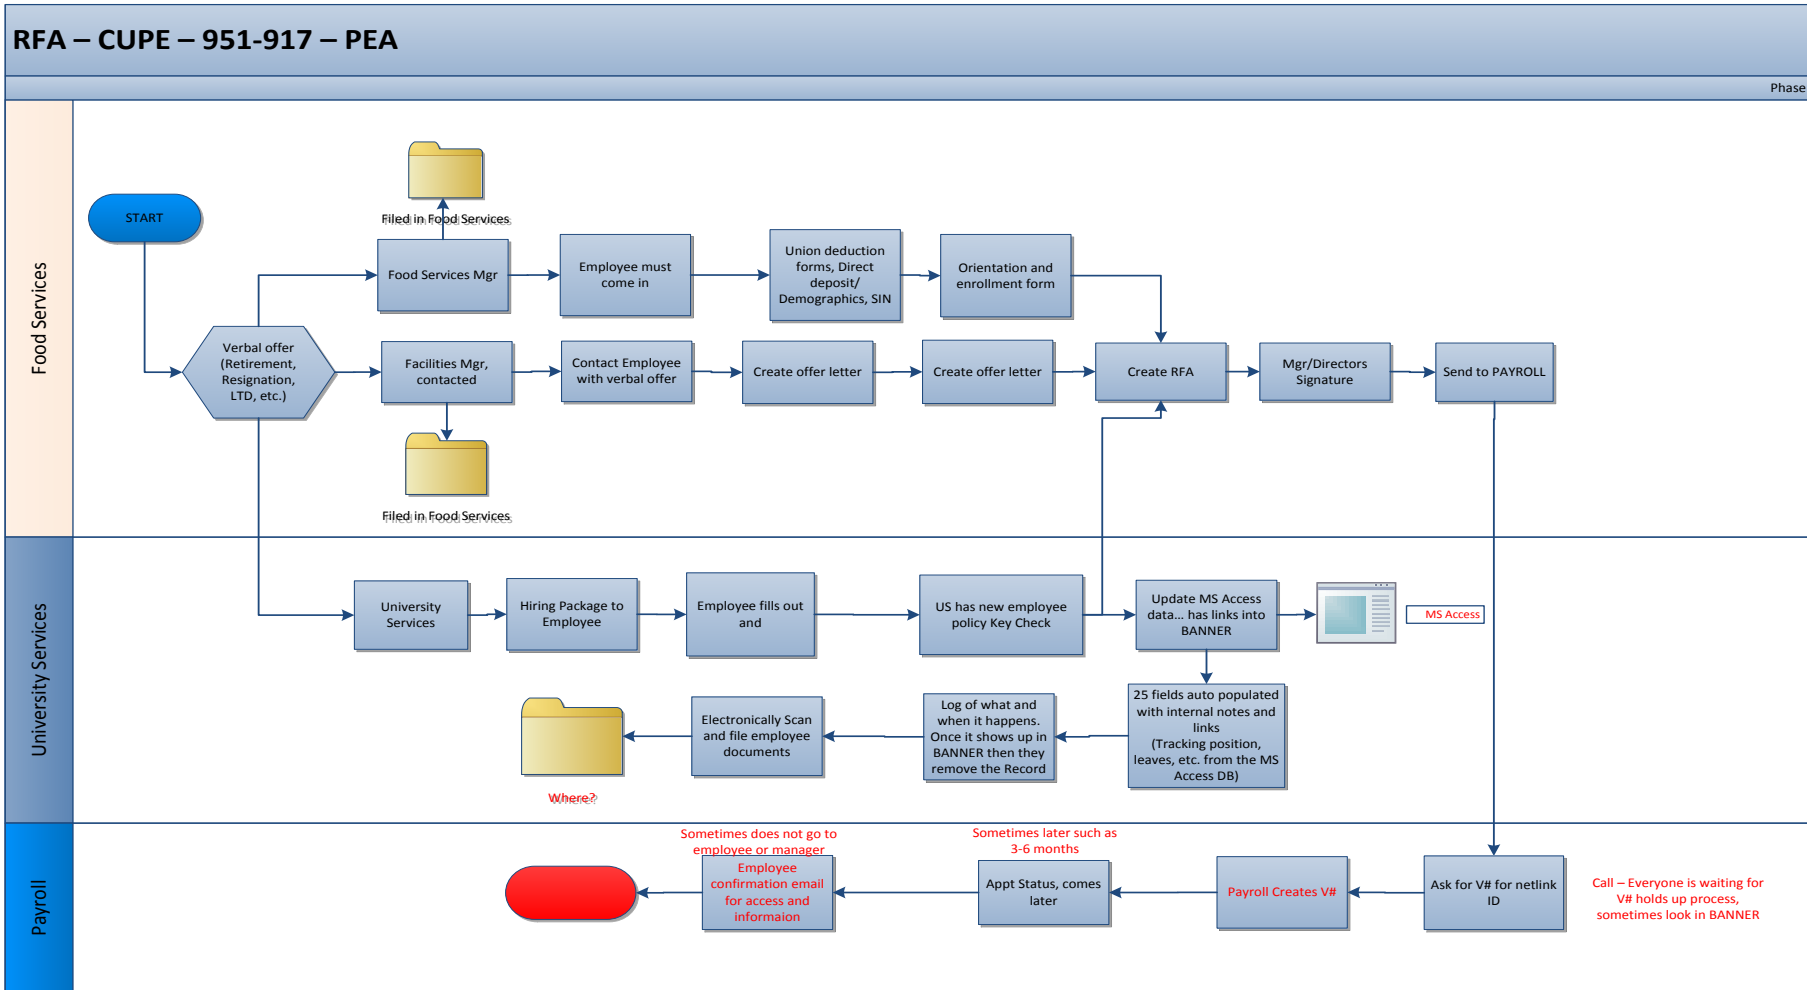 RFA – CUPE – 951-917 – PEA
Phase
Food Services
START
Filed in Food Services
Food Services Mgr
Employee must
come in
Union deduction
forms, Direct
deposit/
Demographics, SIN
Orientation and
enrollment form
Verbal offer
(Retirement,
Resignation,
LTD, etc.)
Facilities Mgr,
contacted
Contact Employee
with verbal offer
Create offer letter
Create offer letter
Create RFA
Mgr/Directors
Signature
Send to PAYROLL
Filed in Food Services
University Services
University
Services
Hiring Package to
Employee
Employee fills out
and
US has new employee
policy Key Check
Update MS Access
data... has links into
BANNER
MS Access
25 fields auto populated
with internal notes and
links
(Tracking position,
leaves, etc. from the MS
Access DB)
Log of what and
when it happens.
Once it shows up in
BANNER then they
remove the Record
Electronically Scan
and file employee
documents
Where?
Payroll
Sometimes does not go to
employee or manager
Employee
confirmation email
for access and
informaion
Sometimes later such as
3-6 months
Appt Status, comes
later
Payroll Creates V#
Ask for V# for netlink
ID
Call – Everyone is waiting for
V# holds up process,
sometimes look in BANNER